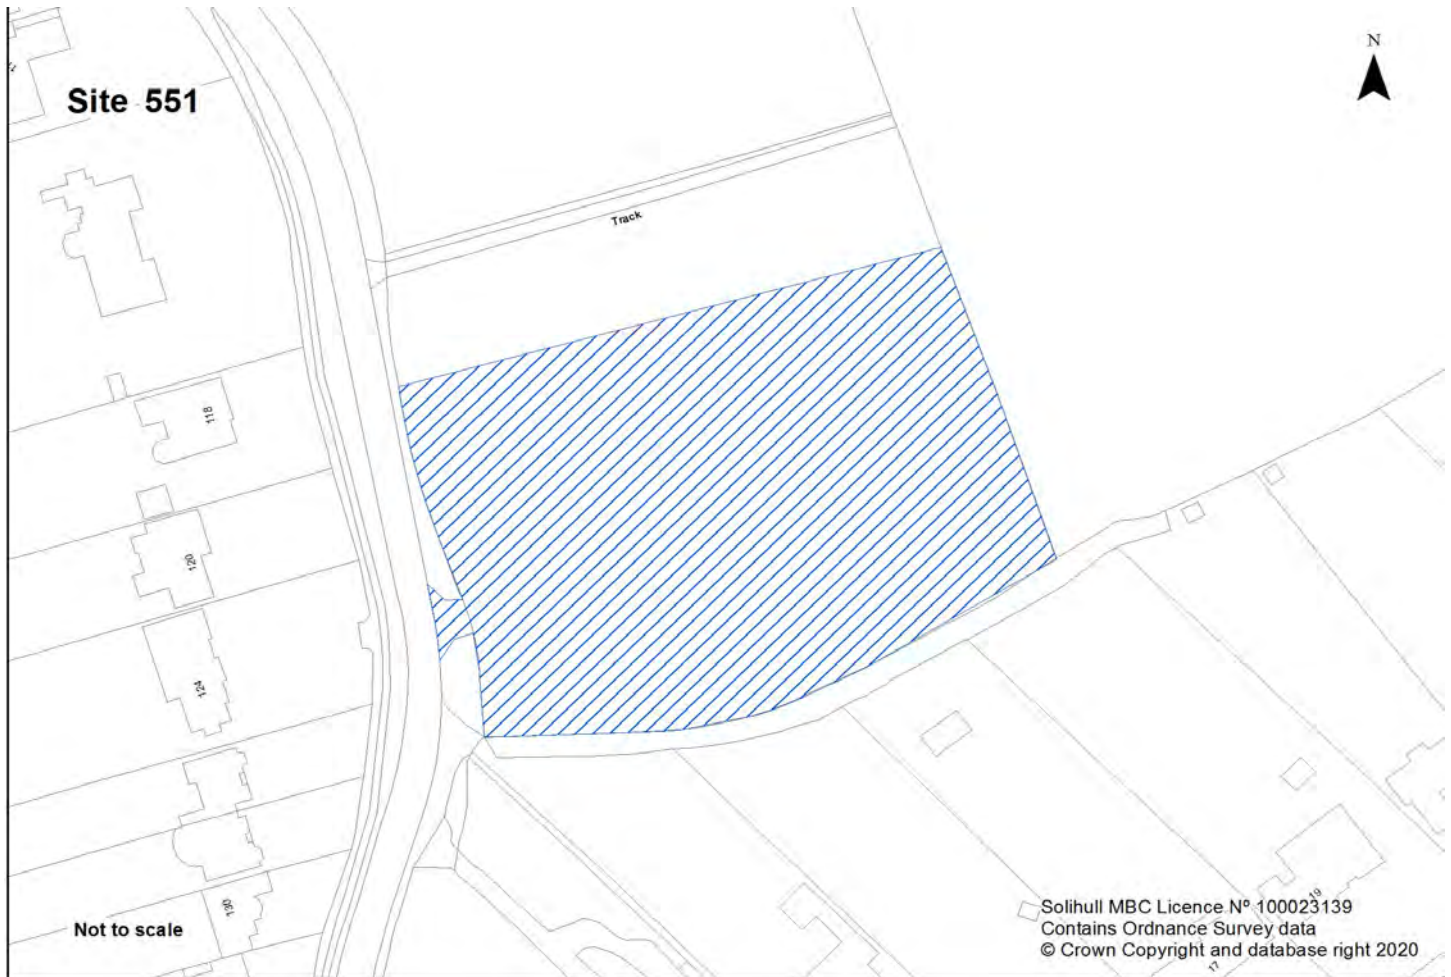 N
Site 551
Track
118
120
124
130
19
17
Not to scale
Solihull MBC Licence Nº 100023139
Contains Ordnance Survey data
© Crown Copyright and database right 2020